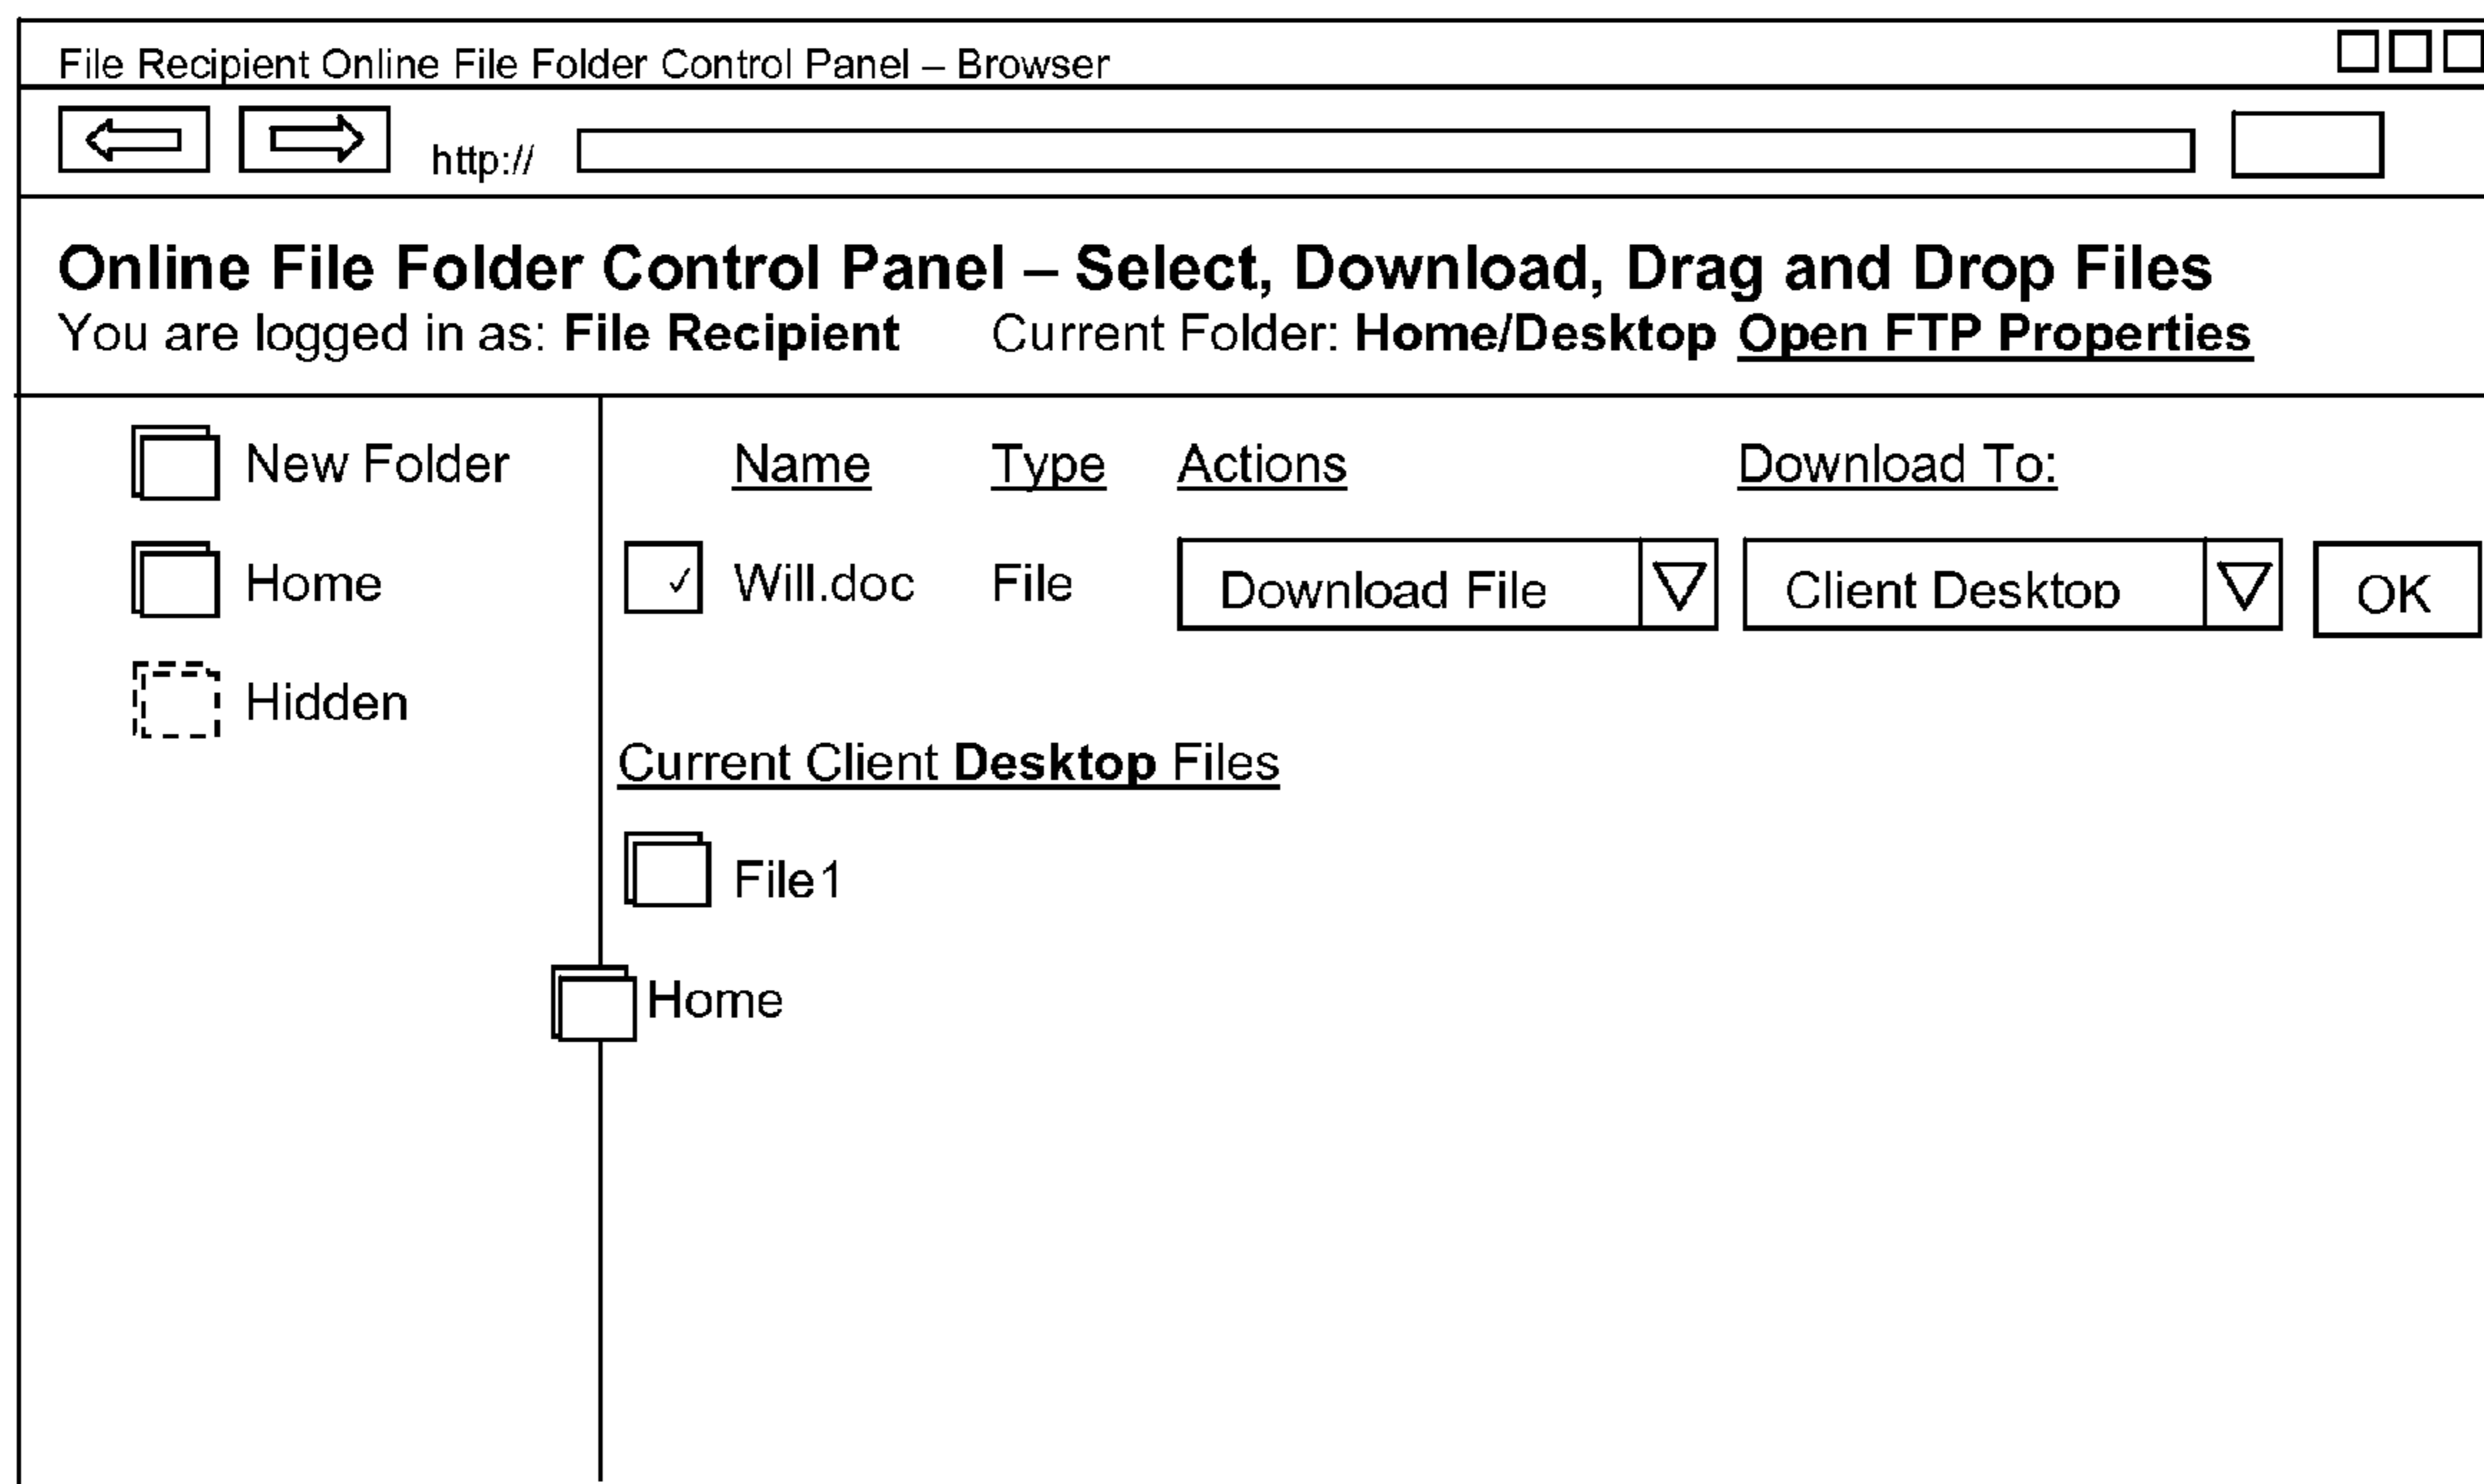 File Recipient Online File Folder Control Panel – Browser
http://
Online File Folder Control Panel – Select, Download, Drag and Drop Files
You are logged in as: File Recipient Current Folder: Home/Desktop Open FTP Properties
New Folder Name Type Actions Download To:
Home ✓ Will.doc File Download File Client Desktop OK
Hidden
Current Client Desktop Files
File1
Home